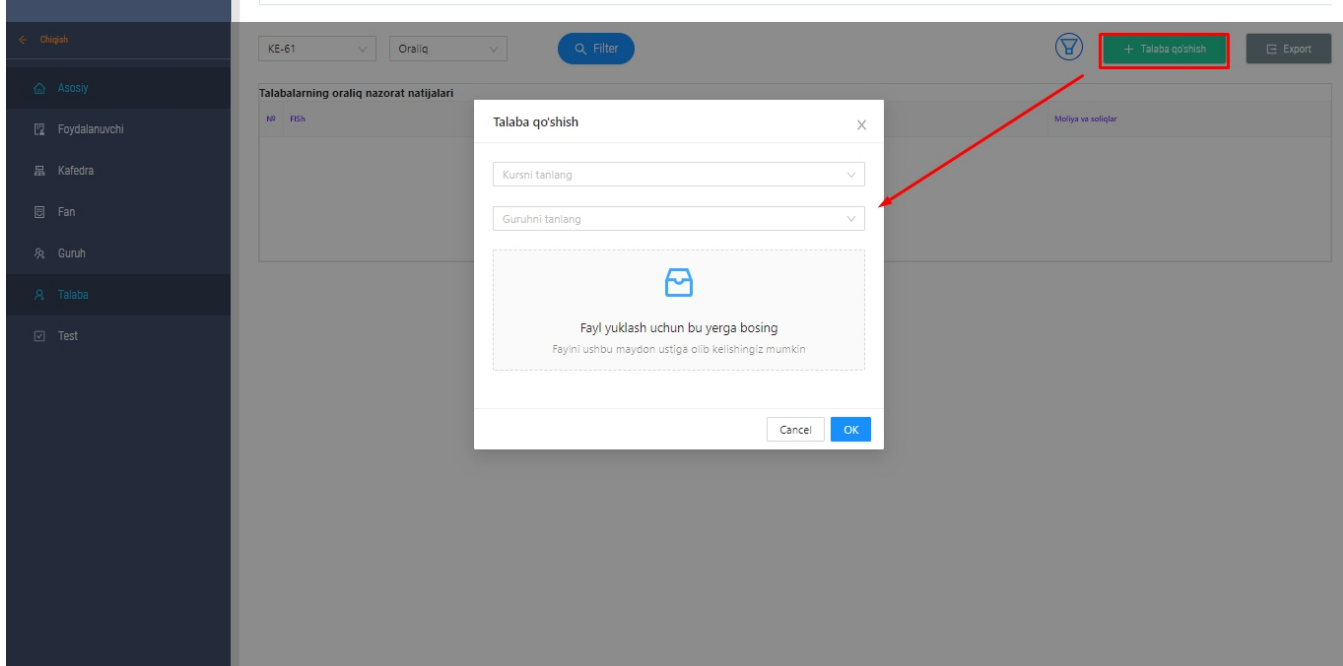 Chiqish
Asosiy
Foydalanuvchi
Kafedra
Fan
Guruh
Talaba
Test
KE-61
Oraliq
Filter
+ Talaba qo'shish
Export
Talabalarning oraliq nazorat natijalari
№ FISh
Moliya va soliqlar
Talaba qo'shish
Kursni tanlang
Guruhni tanlang
Fayl yuklash uchun bu yerga bosing
Faylni ushbu maydon ustiga olib kelishingiz mumkin
Cancel OK